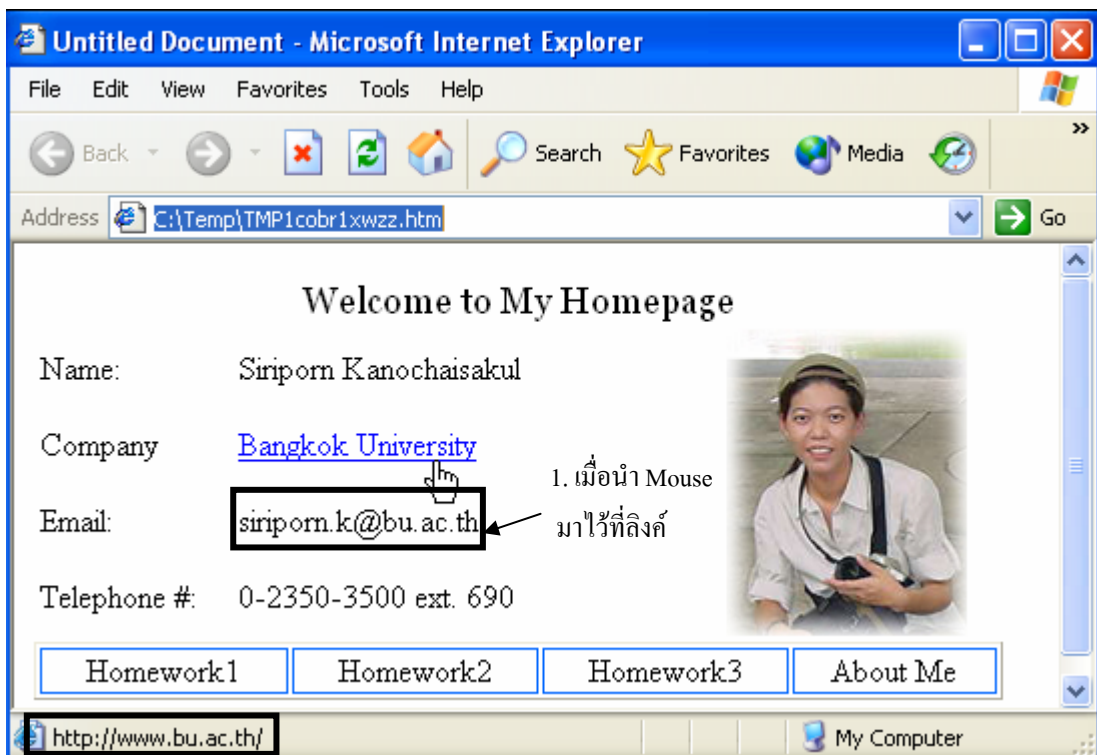 Untitled Document - Microsoft Internet Explorer
File Edit View Favorites Tools Help
Back Search Favorites Media »
Address C:\Temp\TMP1cobr1xwzz.htm Go
Welcome to My Homepage
Name: Siriporn Kanochaisakul
Company Bangkok University
1. เมื่อนำ Mouse
มาไว้ที่ลิงค์
Email: siriporn.k@bu.ac.th
Telephone #: 0-2350-3500 ext. 690
Homework1 Homework2 Homework3 About Me
http://www.bu.ac.th/ My Computer